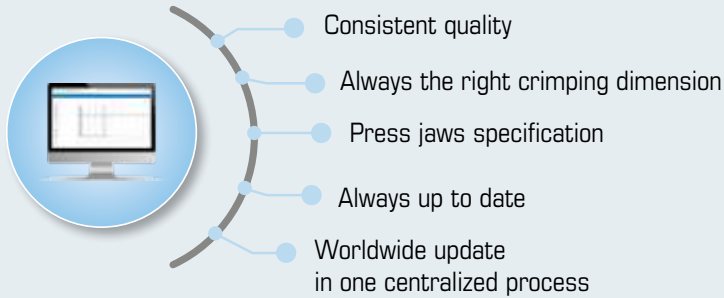 Consistent quality
Always the right crimping dimension
Press jaws specification
Always up to date
Worldwide update
in one centralized process